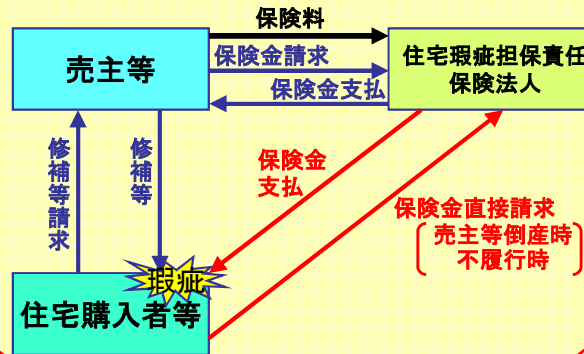 保険料
売主等
保険金請求
保険金支払
住宅瑕疵担保責任
保険法人
修補等請求
修補等
保険金
支払
保険金直接請求
売主等倒産時
不履行時
瑕疵
住宅購入者等